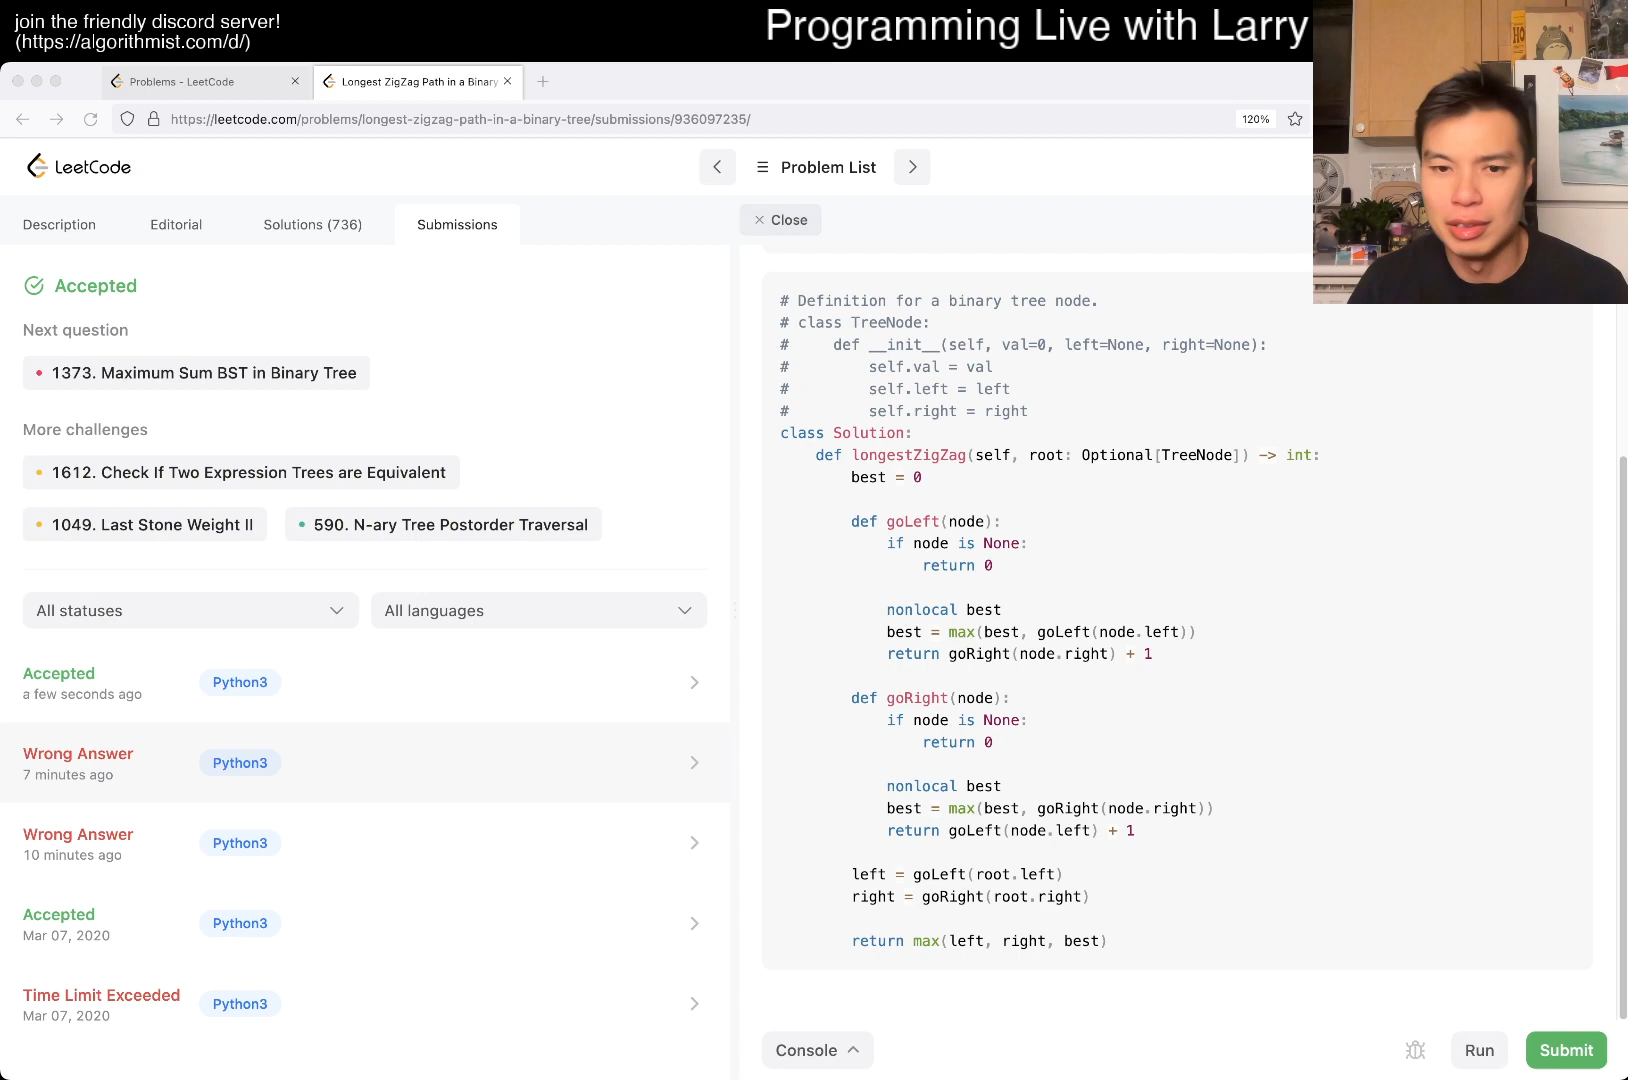 join the friendly discord server!
(https://algorithmist.com/d/)
Programming Live with Larry
Problems - LeetCode
Longest ZigZag Path in a Binary
https://leetcode.com/problems/longest-zigzag-path-in-a-binary-tree/submissions/936097235/
120%
LeetCode
Problem List
Description
Editorial
Solutions (736)
Submissions
Close
Accepted
Next question
1373. Maximum Sum BST in Binary Tree
More challenges
1612. Check If Two Expression Trees are Equivalent
1049. Last Stone Weight II
590. N-ary Tree Postorder Traversal
All statuses
All languages
Accepted
a few seconds ago
Python3
Wrong Answer
7 minutes ago
Python3
Wrong Answer
10 minutes ago
Python3
Accepted
Mar 07, 2020
Python3
Time Limit Exceeded
Mar 07, 2020
Python3
# Definition for a binary tree node.
# class TreeNode:
#     def __init__(self, val=0, left=None, right=None):
#         self.val = val
#         self.left = left
#         self.right = right
class Solution:
    def longestZigZag(self, root: Optional[TreeNode]) -> int:
        best = 0
        def goLeft(node):
            if node is None:
                return 0
            nonlocal best
            best = max(best, goLeft(node.left))
            return goRight(node.right) + 1
        def goRight(node):
            if node is None:
                return 0
            nonlocal best
            best = max(best, goRight(node.right))
            return goLeft(node.left) + 1
        left = goLeft(root.left)
        right = goRight(root.right)
        return max(left, right, best)
Console
Run
Submit